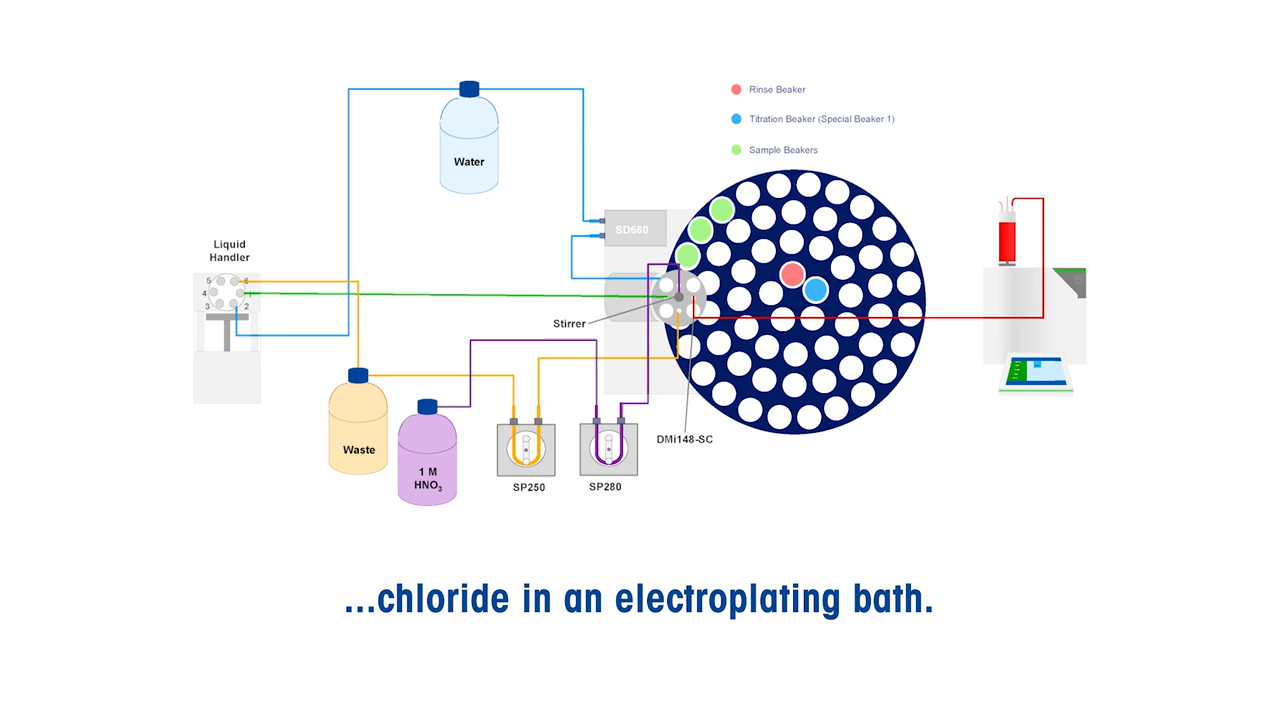 Rinse Beaker
Titration Beaker (Special Beaker 1)
Sample Beakers
Water
SD660
Liquid
Handler
5
6
4
1
3
2
Stirrer
Waste
1 M
HNO₃
SP250
SP280
DMi148-SC
...chloride in an electroplating bath.